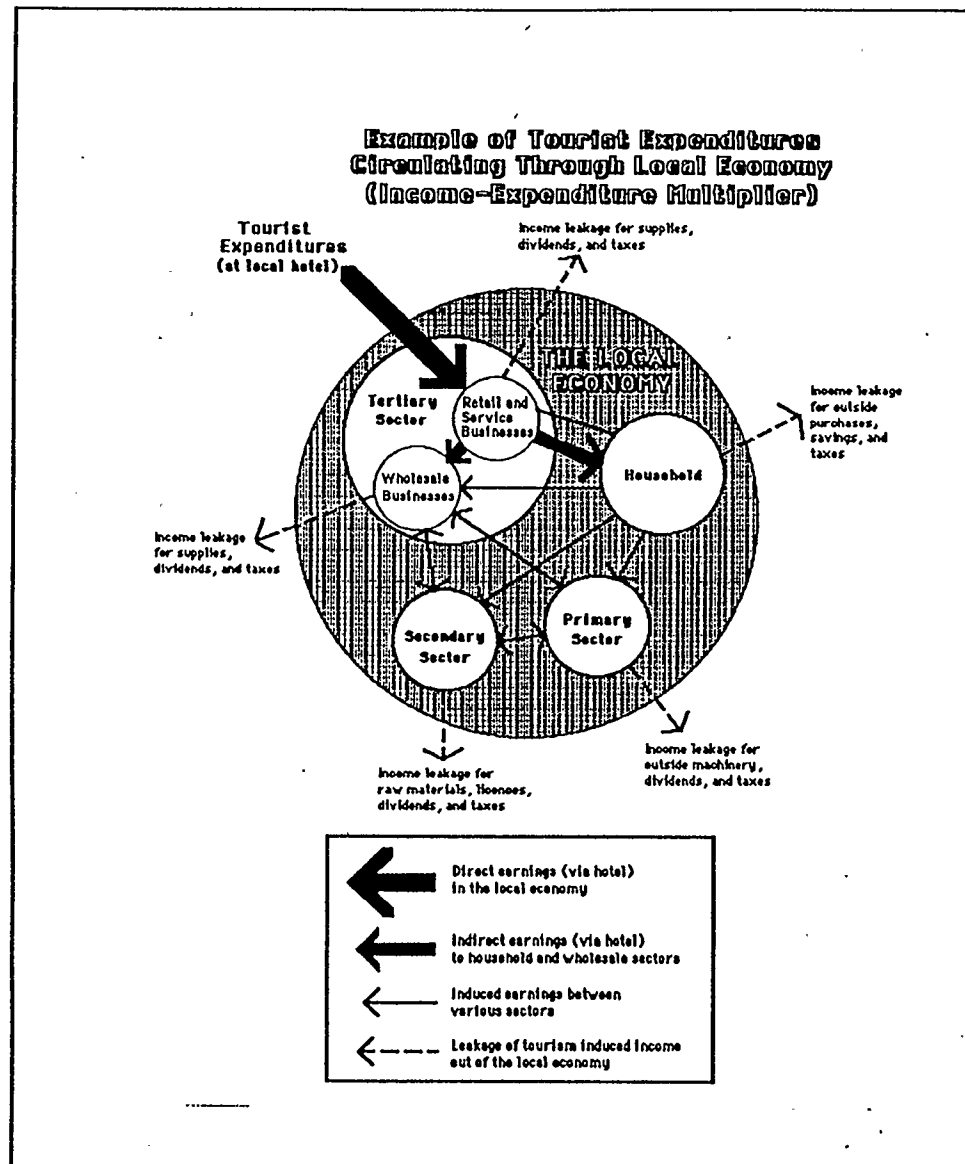 Example of Tourist Expenditures
Circulating Through Local Economy
(Income-Expenditure Multiplier)
Tourist
Expenditures
(at local hotel)
Income leakage for supplies,
dividends, and taxes
THE LOCAL
ECONOMY
Tertiary
Sector
Retail and
Service
Businesses
Wholesale
Businesses
Household
Income leakage
for outside
purchases,
savings, and
taxes
Income leakage
for supplies,
dividends, and taxes
Secondary
Sector
Primary
Sector
Income leakage for
raw materials, licences,
dividends, and taxes
Income leakage for
outside machinery,
dividends, and taxes
Direct earnings (via hotel)
in the local economy
Indirect earnings (via hotel)
to household and wholesale sectors
Induced earnings between
various sectors
Leakage of tourism induced income
out of the local economy